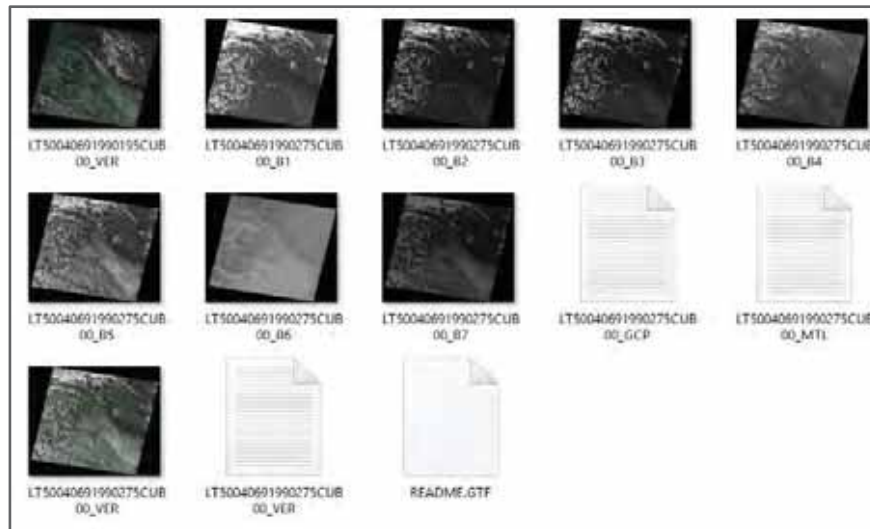 LT50040691990195CUB
00_VER
LT50040691990275CUB
00_B1
LT50040691990275CUB
00_B2
LT50040691990275CUB
00_B3
LT50040691990275CUB
00_B4
LT50040691990275CUB
00_B5
LT50040691990275CUB
00_B6
LT50040691990275CUB
00_B7
LT50040691990275CUB
00_GCP
LT50040691990275CUB
00_MTL
LT50040691990275CUB
00_VER
LT50040691990275CUB
00_VER
README.GTF